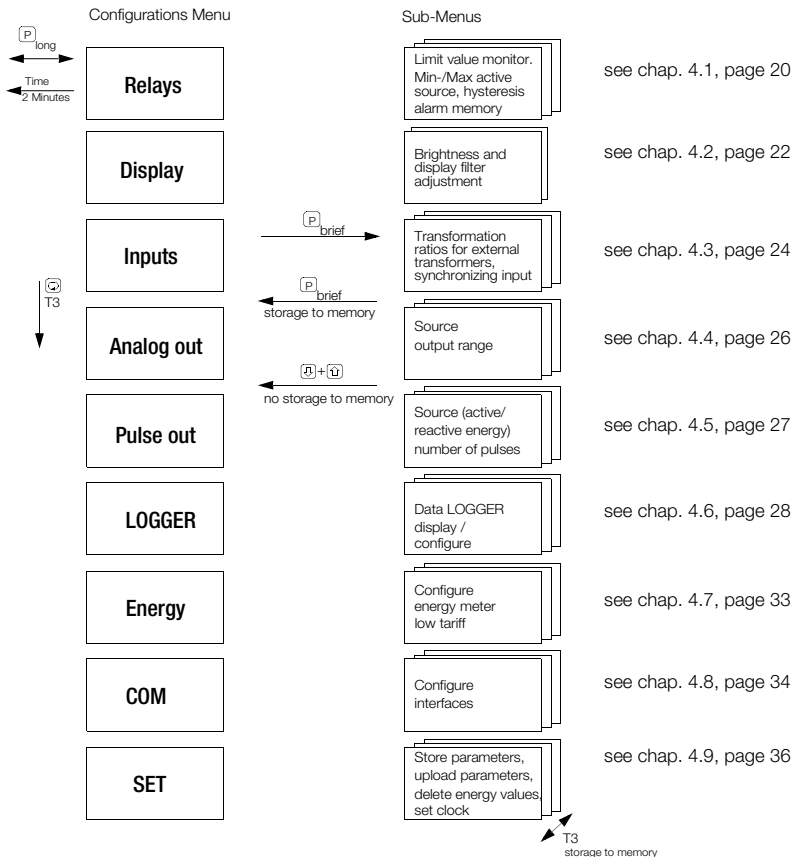 Configurations Menu
Sub-Menus
P
long
Time
2 Minutes
Relays
Limit value monitor.
Min-/Max active
source, hysteresis
alarm memory
see chap. 4.1, page 20
Display
Brightness and
display filter
adjustment
see chap. 4.2, page 22
Inputs
P
brief
Transformation
ratios for external
transformers,
synchronizing input
see chap. 4.3, page 24
T3
P
brief
storage to memory
Analog out
Source
output range
see chap. 4.4, page 26
+
no storage to memory
Pulse out
Source (active/
reactive energy)
number of pulses
see chap. 4.5, page 27
LOGGER
Data LOGGER
display /
configure
see chap. 4.6, page 28
Energy
Configure
energy meter
low tariff
see chap. 4.7, page 33
COM
Configure
interfaces
see chap. 4.8, page 34
SET
Store parameters,
upload parameters,
delete energy values,
set clock
see chap. 4.9, page 36
T3
storage to memory